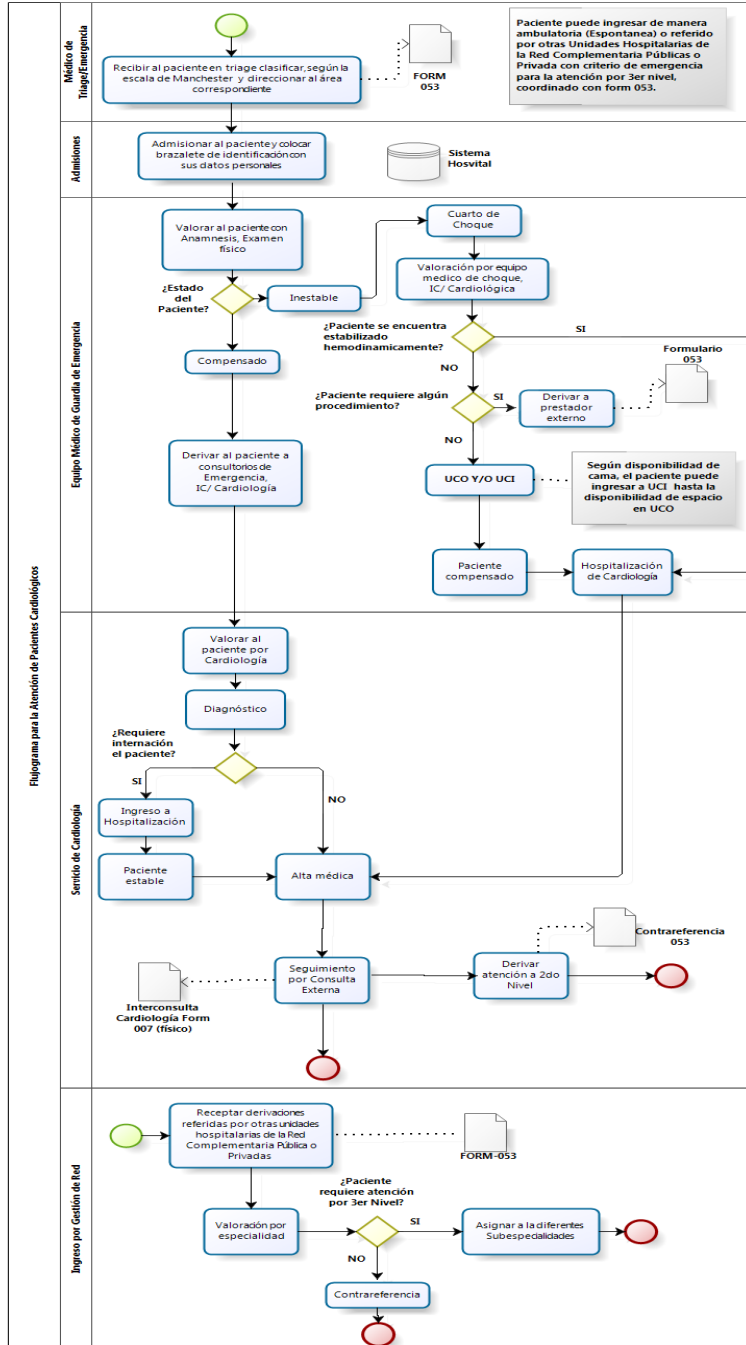 Flujograma para la Atención de Pacientes Cardiológicos
Médico de
Triage/Emergencia
Recibir al paciente en triage clasificar, según la
escala de Manchester y direccionar al área
correspondiente
FORM
053
Paciente puede ingresar de manera
ambulatoria (Espontanea) o referido
por otras Unidades Hospitalarias de
la Red Complementaria Públicas o
Privada con criterio de emergencia
para la atención por 3er nivel,
coordinado con form 053.
Admisiones
Admisionar al paciente y colocar
brazalete de identificación con
sus datos personales
Sistema
Hosvital
Equipo Médico de Guardia de Emergencia
Valorar al paciente con
Anamnesis, Examen
físico
Cuarto de
Choque
¿Estado
del
Paciente?
Inestable
Valoración por equipo
medico de choque,
IC/ Cardiológica
Compensado
¿Paciente se encuentra
estabilizado
hemodinamicamente?
SI
NO
Formulario
053
¿Paciente requiere algún
procedimiento?
SI
Derivar a
prestador
externo
NO
Derivar al paciente a
consultorios de
Emergencia,
IC/ Cardiología
UCO Y/O UCI
Según disponibilidad de
cama, el paciente puede
ingresar a UCI hasta la
disponibilidad de espacio
en UCO
Paciente
compensado
Hospitalización
de Cardiología
Servicio de Cardiología
Valorar al
paciente por
Cardiología
Diagnóstico
¿Requiere
internación
el paciente?
SI
NO
Ingreso a
Hospitalización
Paciente
estable
Alta médica
Seguimiento
por Consulta
Externa
Interconsulta
Cardiología Form
007 (físico)
Derivar
atención a 2do
Nivel
Contrareferencia
053
Ingreso por Gestión de Red
Receptar derivaciones
referidas por otras unidades
hospitalarias de la Red
Complementaria Pública o
Privadas
FORM-053
Valoración por
especialidad
¿Paciente
requiere atención
por 3er Nivel?
SI
Asignar a la diferentes
Subespecialidades
NO
Contrareferencia